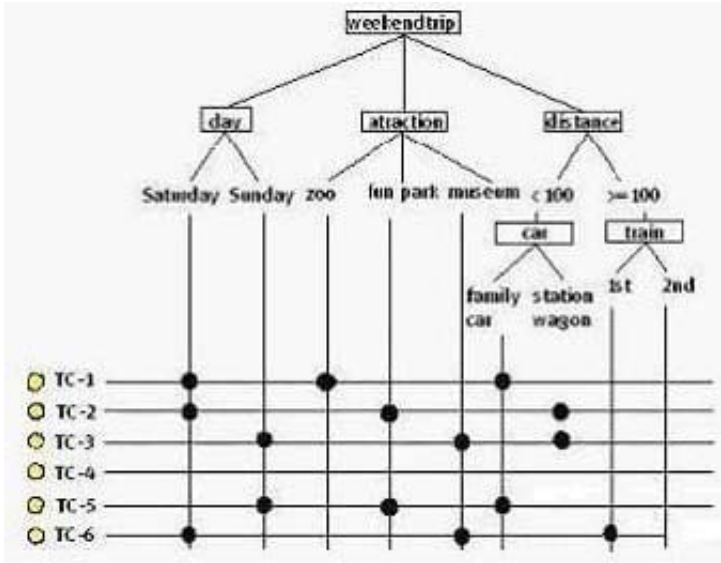 weekendtrip
day atraction distance
Saturday Sunday zoo fun park museum < 100 >= 100
car train
family station 1st 2nd
car wagon
TC-1
TC-2
TC-3
TC-4
TC-5
TC-6